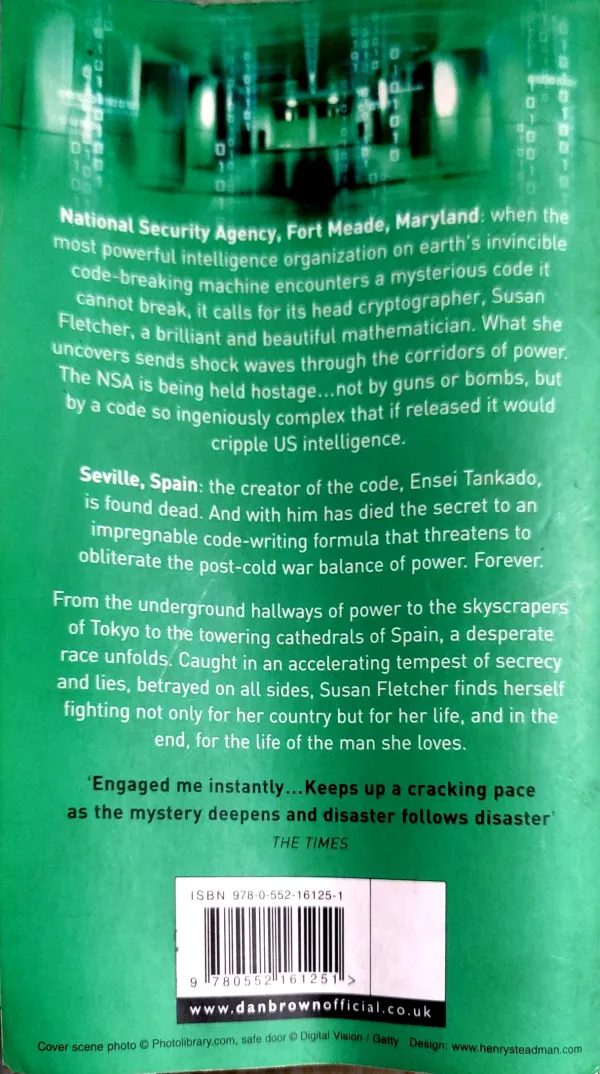 National Security Agency, Fort Meade, Maryland: when the
most powerful intelligence organization on earth's invincible
code-breaking machine encounters a mysterious code it
cannot break, it calls for its head cryptographer, Susan
Fletcher, a brilliant and beautiful mathematician. What she
uncovers sends shock waves through the corridors of power.
The NSA is being held hostage...not by guns or bombs, but
by a code so ingeniously complex that if released it would
cripple US intelligence.
Seville, Spain: the creator of the code, Ensei Tankado,
is found dead. And with him has died the secret to an
impregnable code-writing formula that threatens to
obliterate the post-cold war balance of power. Forever.
From the underground hallways of power to the skyscrapers
of Tokyo to the towering cathedrals of Spain, a desperate
race unfolds. Caught in an accelerating tempest of secrecy
and lies, betrayed on all sides, Susan Fletcher finds herself
fighting not only for her country but for her life, and in the
end, for the life of the man she loves.
'Engaged me instantly...Keeps up a cracking pace
as the mystery deepens and disaster follows disaster'
THE TIMES
ISBN 978-0-552-16125-1
9 780552 161251 >
www.danbrownofficial.co.uk
Cover scene photo © Photolibrary.com, safe door © Digital Vision / Getty Design: www.henrysteadman.com